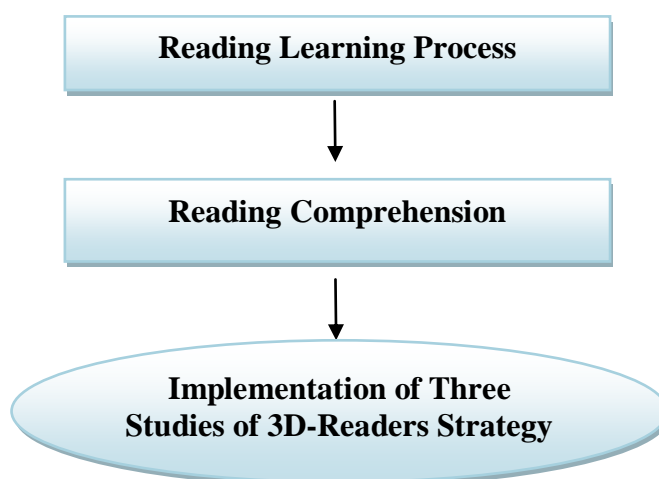 Reading Learning Process
Reading Comprehension
Implementation of Three
Studies of 3D-Readers Strategy